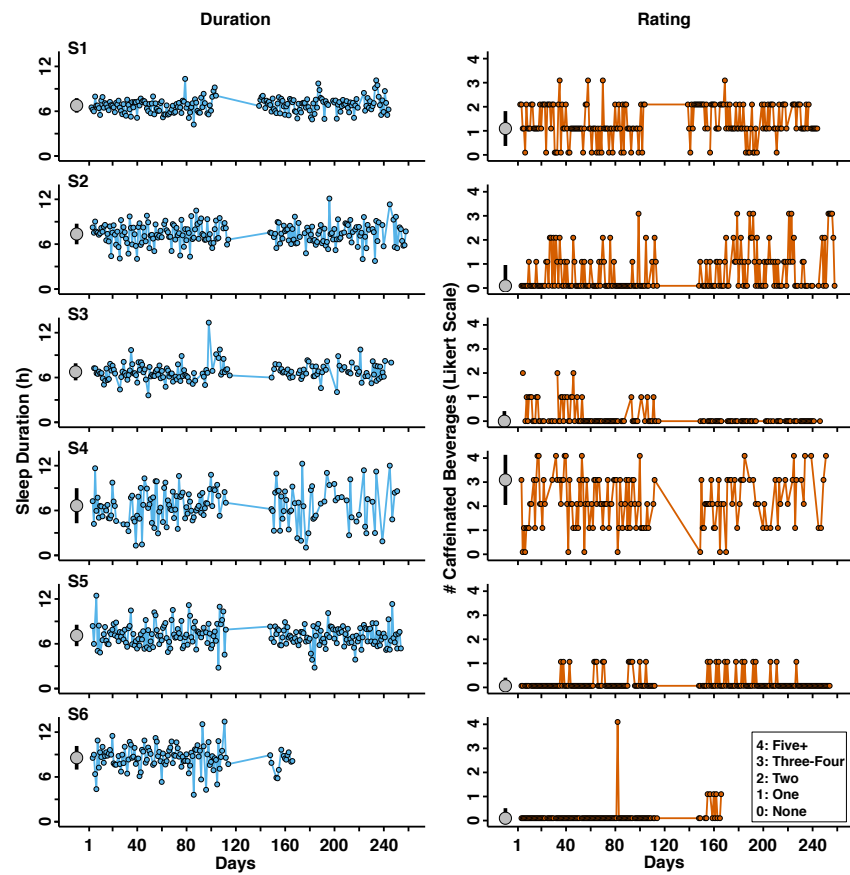 Duration
Rating
S1
12
6
0
4
3
2
1
0
S2
12
6
0
4
3
2
1
0
S3
12
6
0
4
3
2
1
0
S4
12
6
0
4
3
2
1
0
S5
12
6
0
4
3
2
1
0
S6
12
6
0
4
3
2
1
0
Sleep Duration (h)
# Caffeinated Beverages (Likert Scale)
4: Five+
3: Three-Four
2: Two
1: One
0: None
1 40 80 120 160 200 240
Days
1 40 80 120 160 200 240
Days